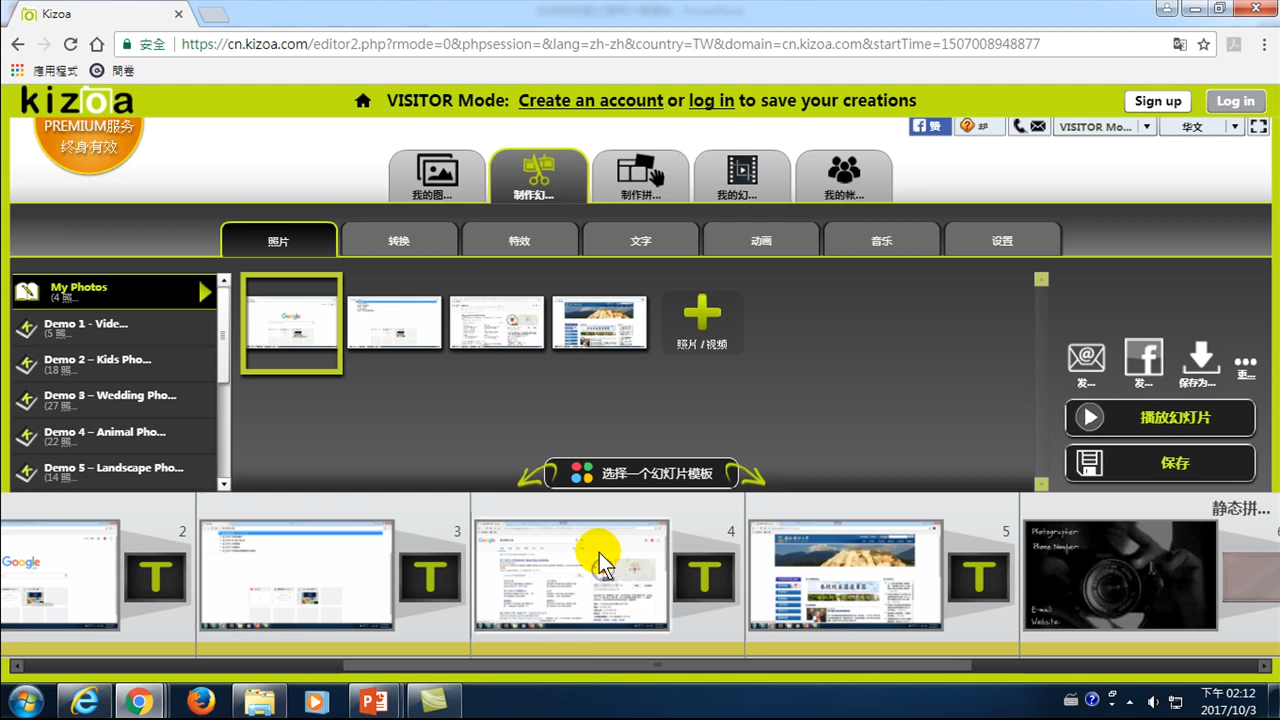 Kizoa
安全
https://cn.kizoa.com/editor2.php?rmode=0&phpsession=&lang=zh-zh&country=TW&domain=cn.kizoa.com&startTime=1507008948877
應用程式
問卷
kizoa
VISITOR Mode: Create an account or log in to save your creations
Sign up
Log in
PREMIUM服务
终身有效
赞
VISITOR Mo...
华文
我的图...
制作幻...
制作拼...
我的幻...
我的帐...
照片
转换
特效
文字
动画
音乐
设置
My Photos
(4 照...
Demo 1 - Vide...
(5 照...
Demo 2 – Kids Pho...
(18 照...
Demo 3 – Wedding Pho...
(27 照...
Demo 4 – Animal Pho...
(22 照...
Demo 5 – Landscape Pho...
(14 照...
Google
照片 / 视频
发...
发...
保存为...
更...
播放幻灯片
保存
选择一个幻灯片模板
2
3
4
5
静态拼...
T
T
T
T
Photographer:
Phone Number:
E-mail:
Website:
下午 02:12
2017/10/3